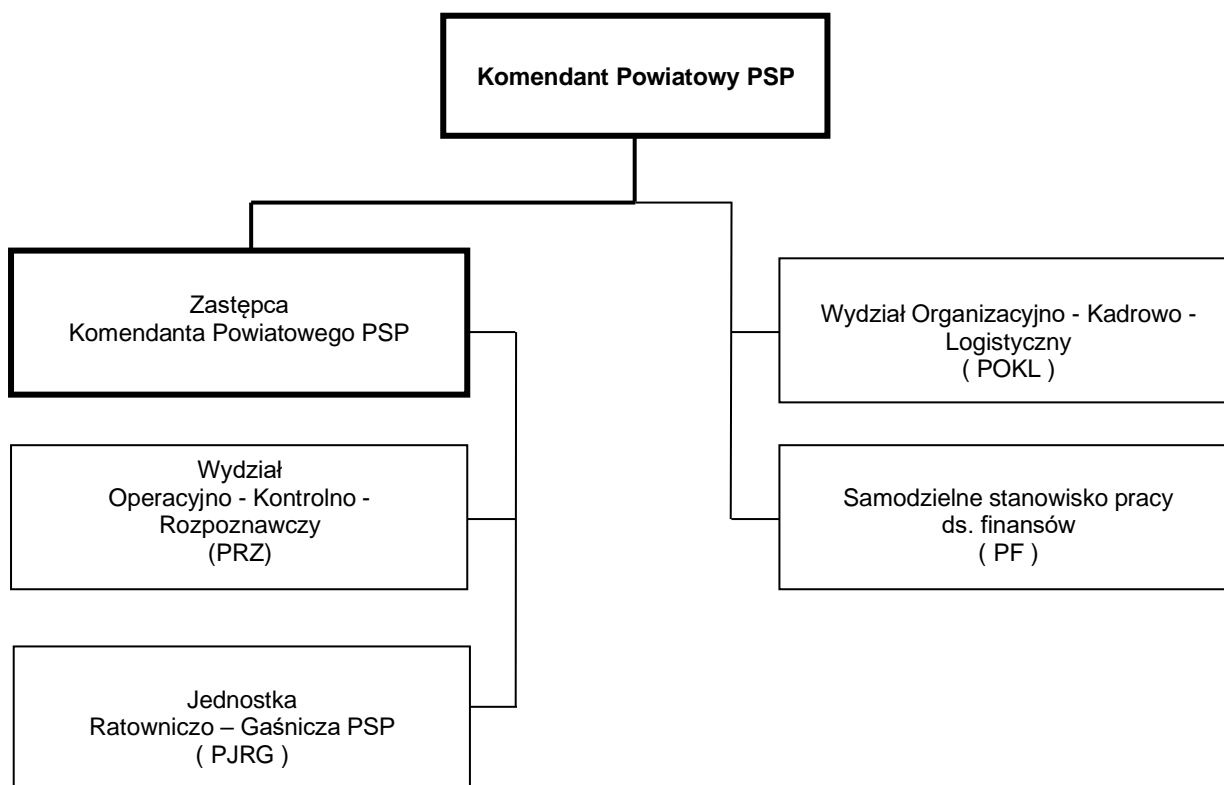 Komendant Powiatowy PSP
Zastępca
Komendanta Powiatowego PSP
Wydział Organizacyjno - Kadrowo -
Logistyczny
( POKL )
Wydział
Operacyjno - Kontrolno -
Rozpoznawczy
(PRZ)
Samodzielne stanowisko pracy
ds. finansów
( PF )
Jednostka
Ratowniczo – Gaśnicza PSP
( PJRG )